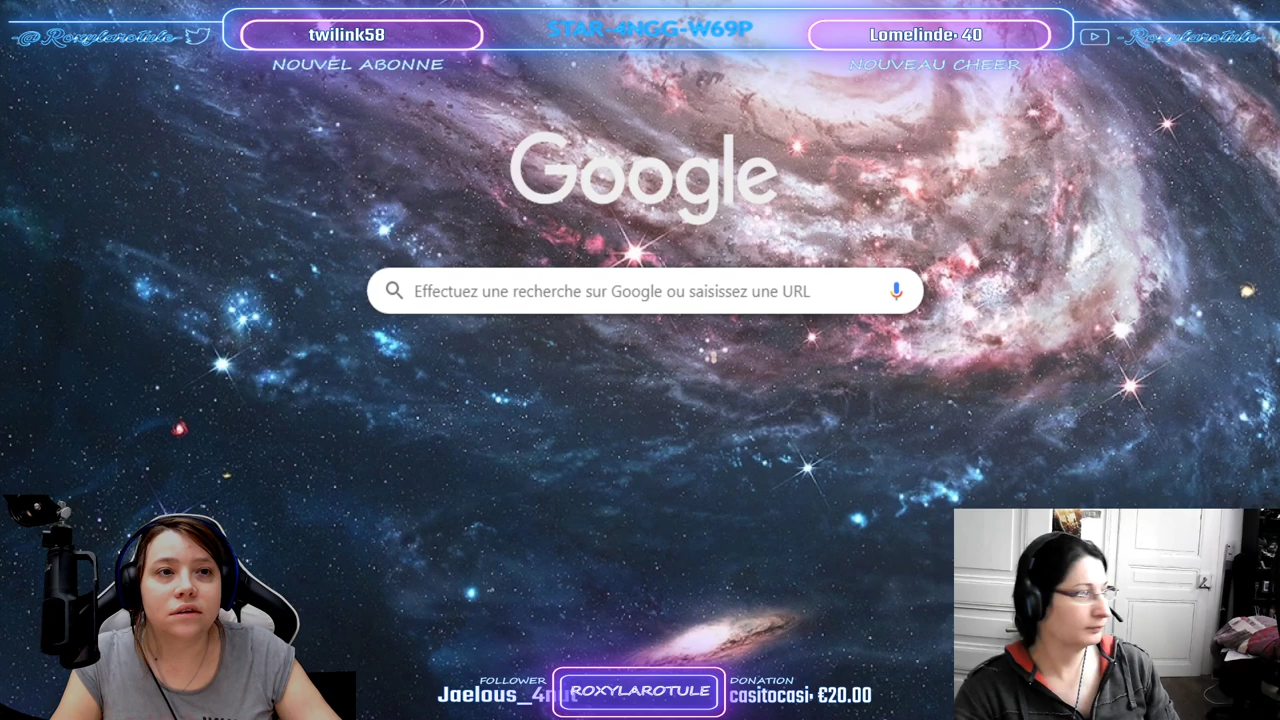 -@ Roxylarotule-
twilink58
STAR-4NGG-W69P
Lomelinde· 40
-Roxylarotule-
NOUVEL ABONNE
NOUVEAU CHEER
Google
Effectuez une recherche sur Google ou saisissez une URL
FOLLOWER
Jaelous_4nut
ROXYLAROTULE
DONATION
casitocasi· €20.00